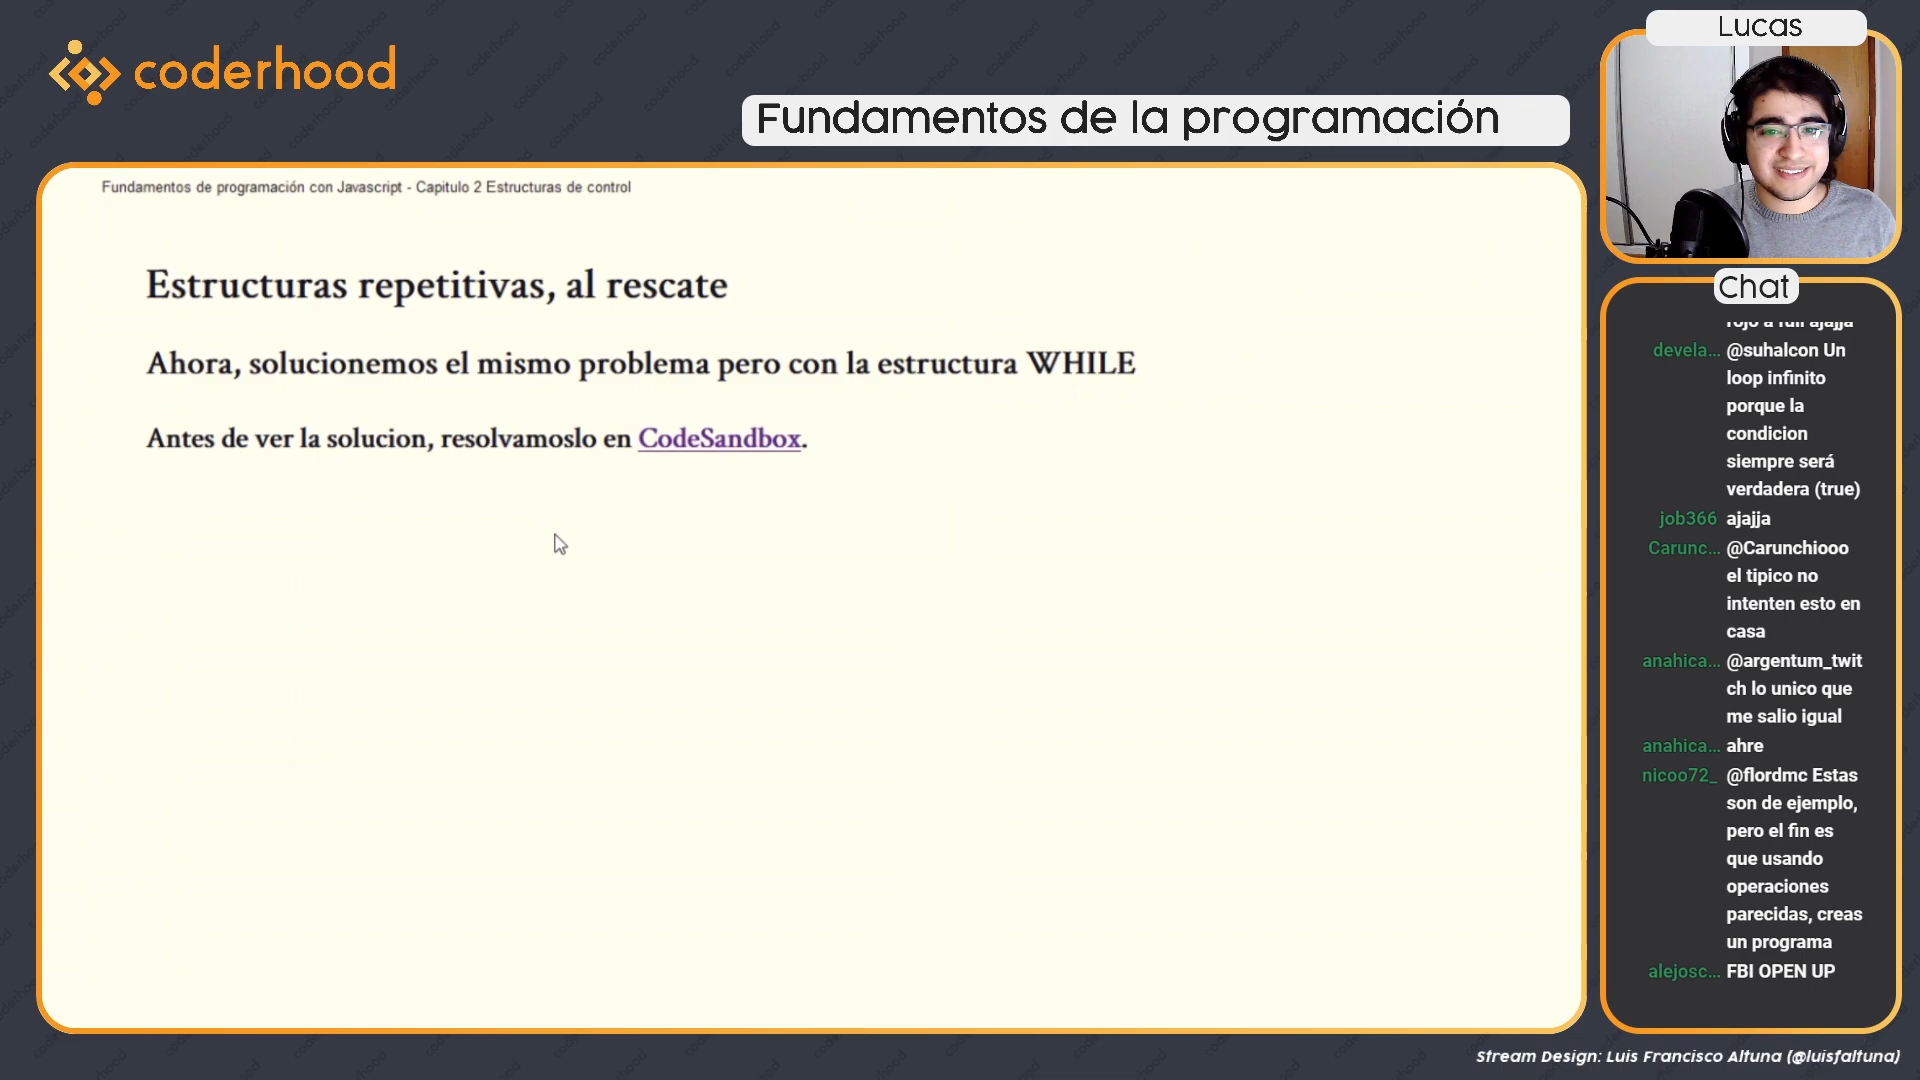 coderhood
Fundamentos de la programación
Lucas
Fundamentos de programación con Javascript - Capitulo 2 Estructuras de control
Estructuras repetitivas, al rescate
Ahora, solucionemos el mismo problema pero con la estructura WHILE
Antes de ver la solucion, resolvamoslo en CodeSandbox.
Chat
rojo a full ajajja
devela... @suhalcon Un
loop infinito
porque la
condicion
siempre será
verdadera (true)
job366 ajajja
Carunc... @Carunchiooo
el tipico no
intenten esto en
casa
anahica... @argentum_twit
ch lo unico que
me salio igual
anahica... ahre
nicoo72_ @flordmc Estas
son de ejemplo,
pero el fin es
que usando
operaciones
parecidas, creas
un programa
alejosc... FBI OPEN UP
Stream Design: Luis Francisco Altuna (@luisfaltuna)